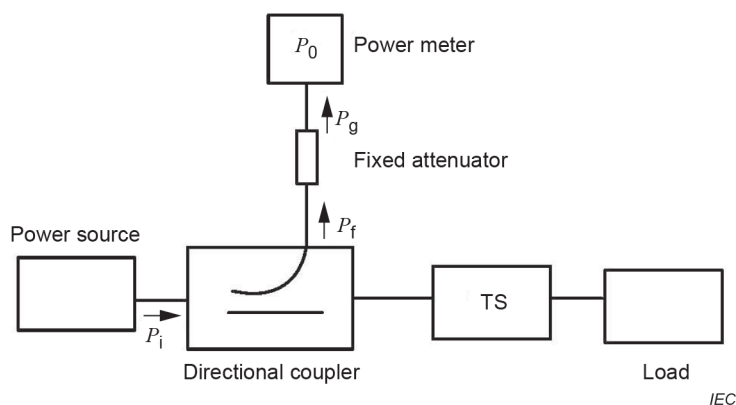 P0 Power meter
Pg
Fixed attenuator
Pf
Power source
Pi
TS
Directional coupler
Load
IEC